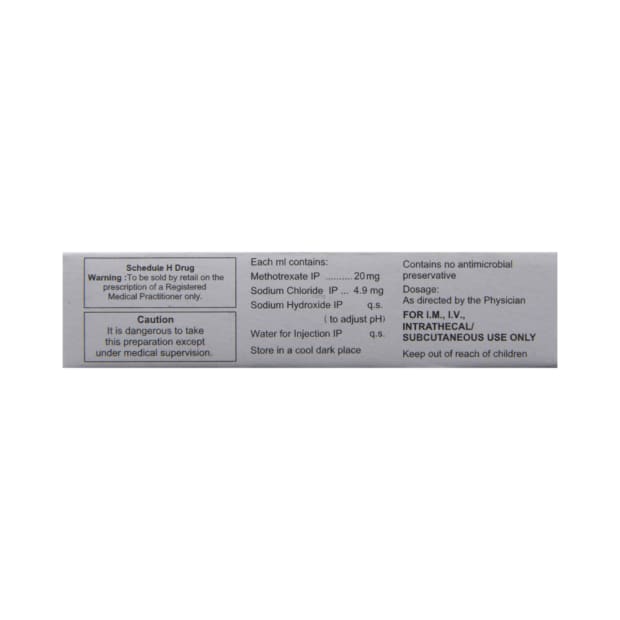 Schedule H Drug
Warning :To be sold by retail on the
prescription of a Registered
Medical Practitioner only.
Caution
It is dangerous to take
this preparation except
under medical supervision.
Each ml contains:
Methotrexate IP .......... 20 mg
Sodium Chloride IP ... 4.9 mg
Sodium Hydroxide IP q.s.
( to adjust pH)
Water for Injection IP q.s.
Store in a cool dark place
Contains no antimicrobial
preservative
Dosage:
As directed by the Physician
FOR I.M., I.V.,
INTRATHECAL/
SUBCUTANEOUS USE ONLY
Keep out of reach of children